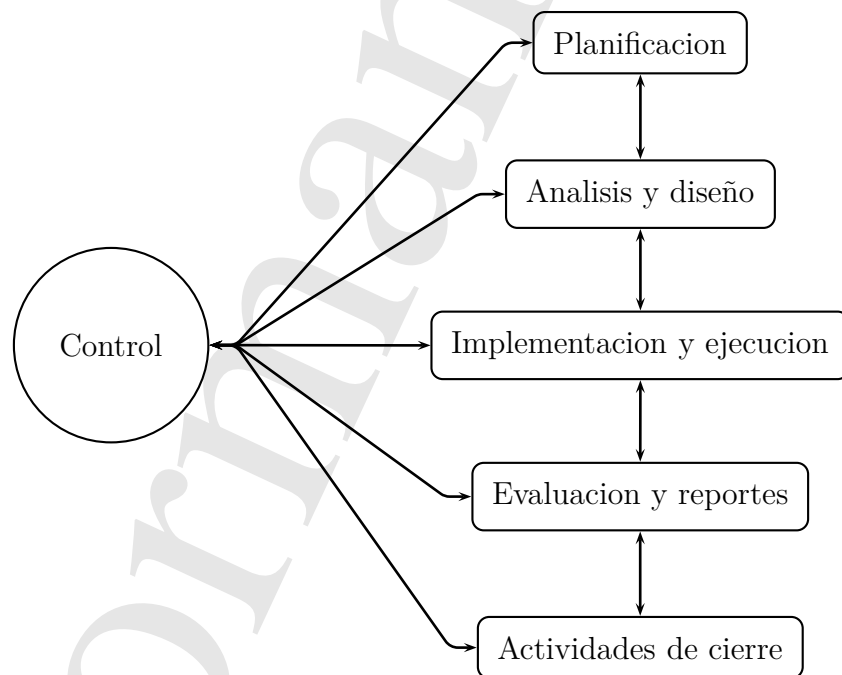 Planificacion
Analisis y diseño
Control
Implementacion y ejecucion
Evaluacion y reportes
Actividades de cierre